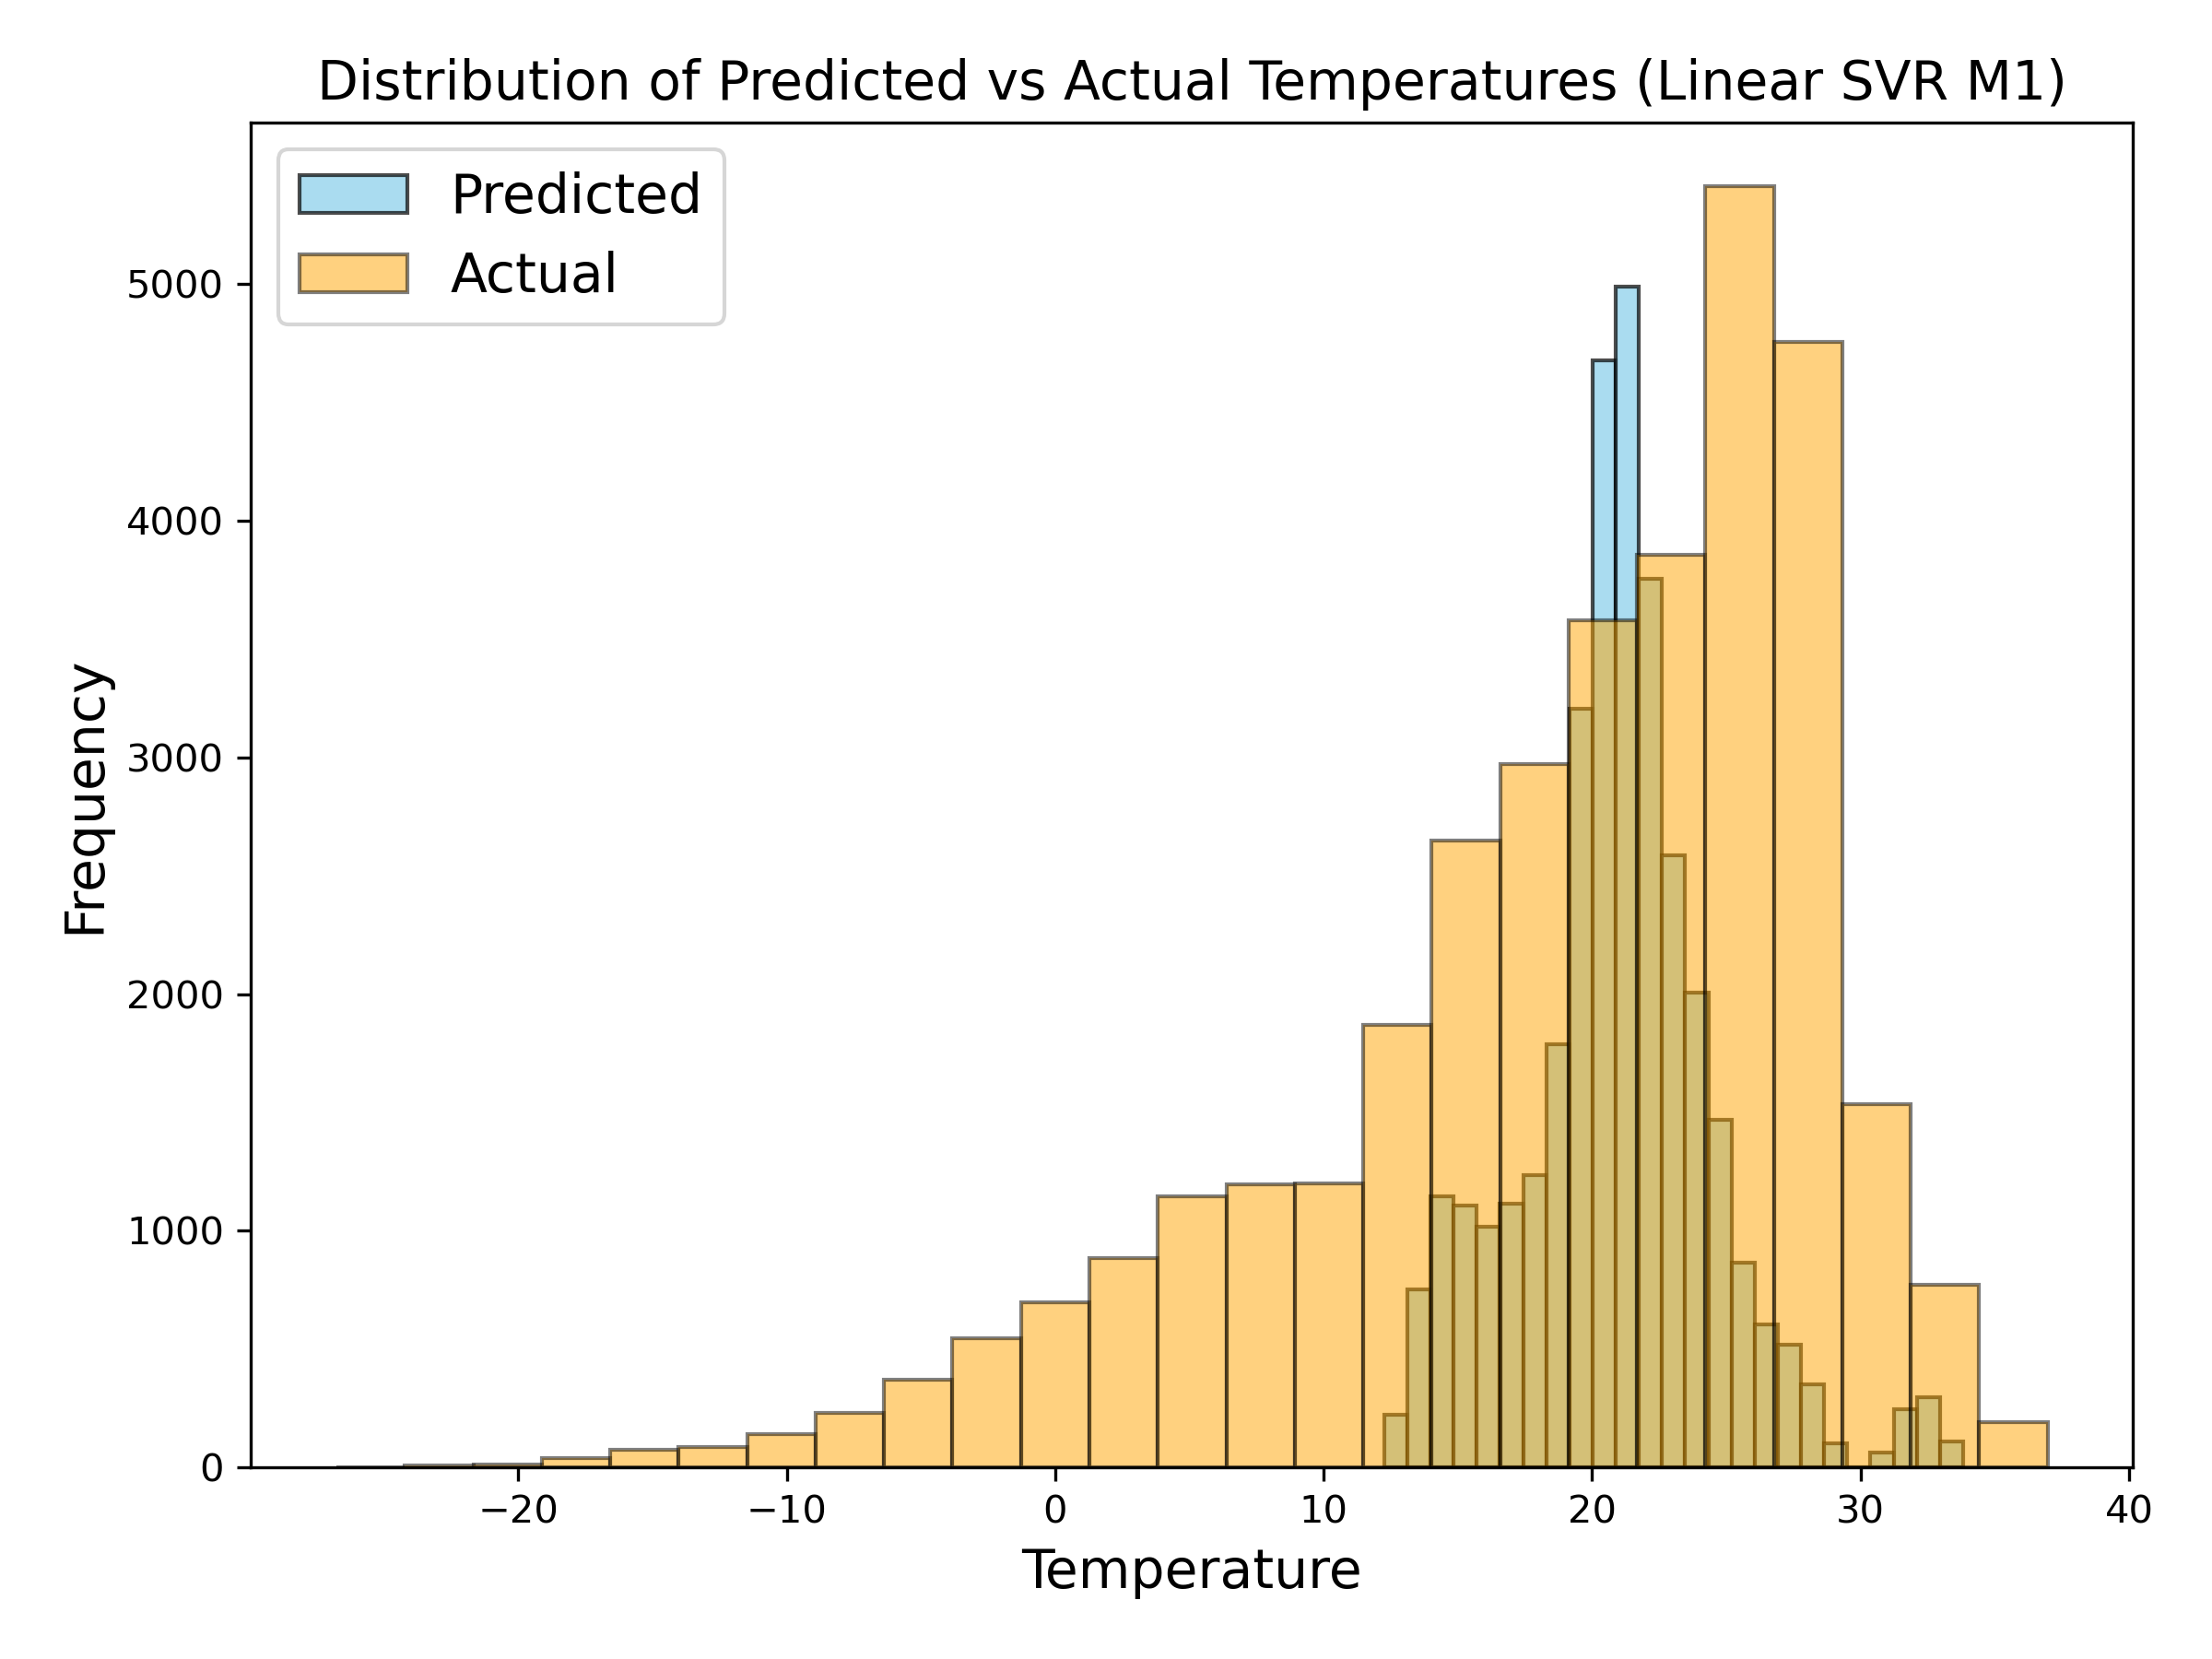 Distribution of Predicted vs Actual Temperatures (Linear SVR M1)
Predicted
Actual
Frequency
5000
4000
3000
2000
1000
0
−20
−10
0
10
20
30
40
Temperature